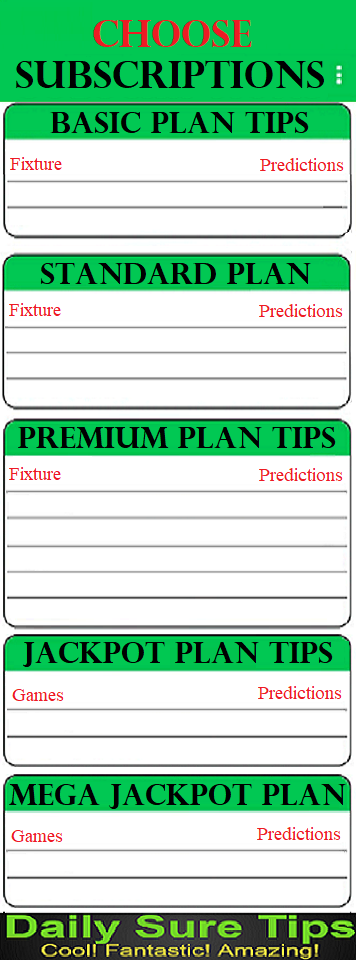 CHOOSE
SUBSCRIPTIONS
BASIC PLAN TIPS
Fixture Predictions
STANDARD PLAN
Fixture Predictions
PREMIUM PLAN TIPS
Fixture Predictions
JACKPOT PLAN TIPS
Games Predictions
MEGA JACKPOT PLAN
Games Predictions
Daily Sure Tips
Cool! Fantastic! Amazing!